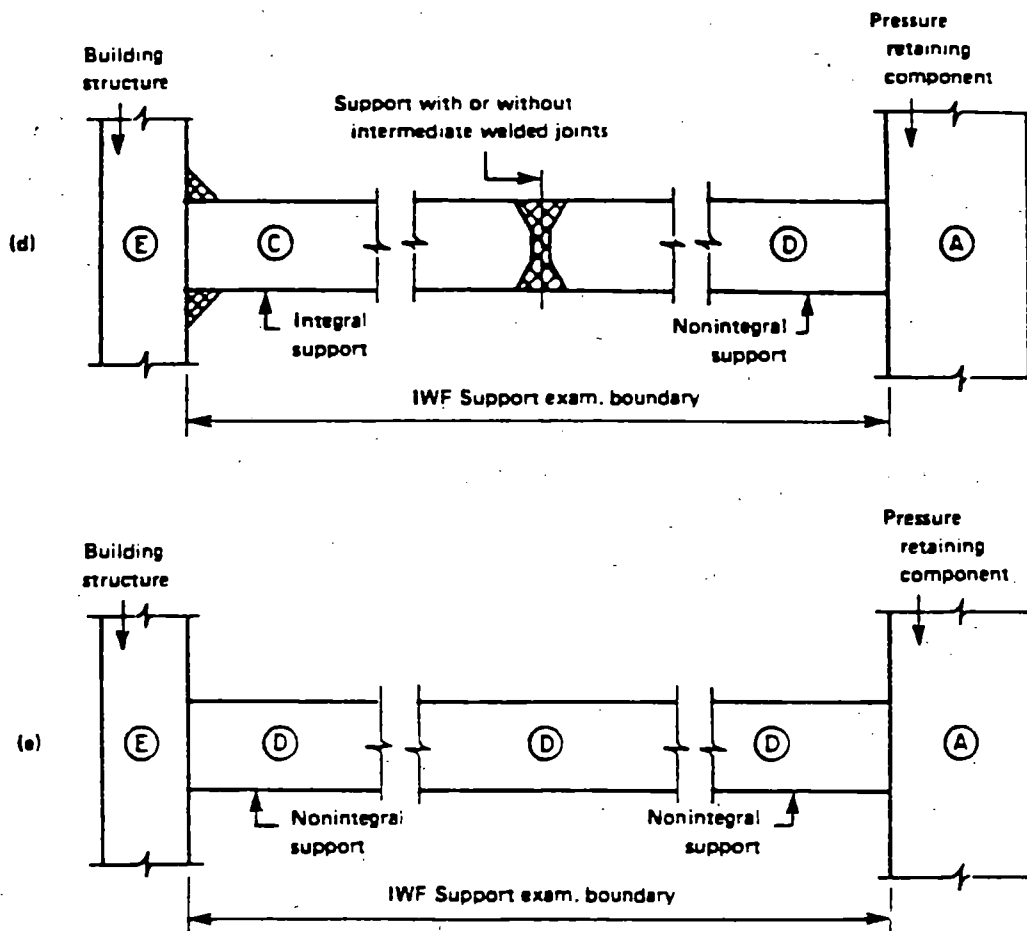 Building
structure
Support with or without
intermediate welded joints
Pressure
retaining
component
(d)
E
C
D
A
Integral
support
Nonintegral
support
IWF Support exam. boundary
Building
structure
Pressure
retaining
component
(e)
E
D
D
D
A
Nonintegral
support
Nonintegral
support
IWF Support exam. boundary